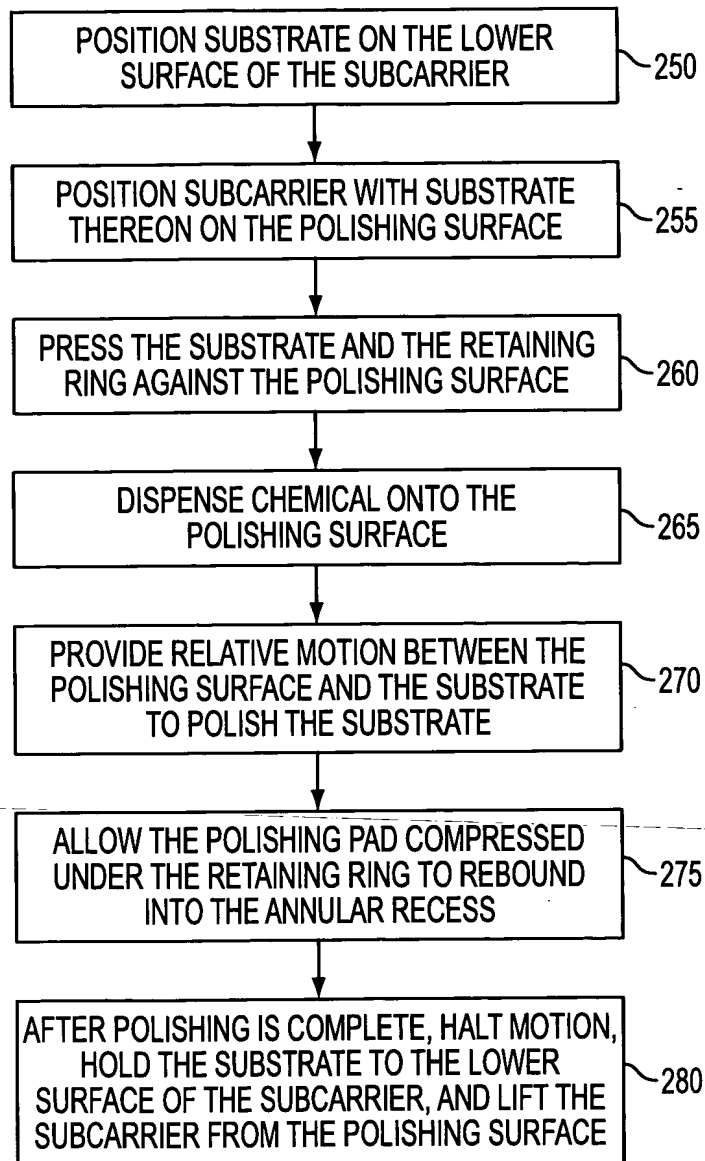 POSITION SUBSTRATE ON THE LOWER
SURFACE OF THE SUBCARRIER
250
POSITION SUBCARRIER WITH SUBSTRATE
THEREON ON THE POLISHING SURFACE
255
PRESS THE SUBSTRATE AND THE RETAINING
RING AGAINST THE POLISHING SURFACE
260
DISPENSE CHEMICAL ONTO THE
POLISHING SURFACE
265
PROVIDE RELATIVE MOTION BETWEEN THE
POLISHING SURFACE AND THE SUBSTRATE
TO POLISH THE SUBSTRATE
270
ALLOW THE POLISHING PAD COMPRESSED
UNDER THE RETAINING RING TO REBOUND
INTO THE ANNULAR RECESS
275
AFTER POLISHING IS COMPLETE, HALT MOTION,
HOLD THE SUBSTRATE TO THE LOWER
SURFACE OF THE SUBCARRIER, AND LIFT THE
SUBCARRIER FROM THE POLISHING SURFACE
280